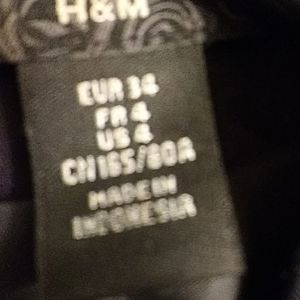 H&M
EUR 34
FR 4
US 4
CN 165/80A
MADE IN
INDONESIA